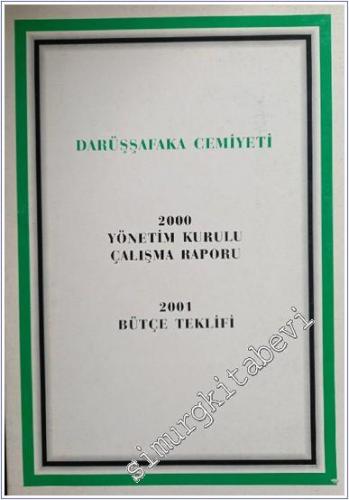 DARÜŞŞAFAKA CEMİYETİ
2000
YÖNETİM KURULU
ÇALIŞMA RAPORU
2001
BÜTÇE TEKLİFİ
simurgkitabevi